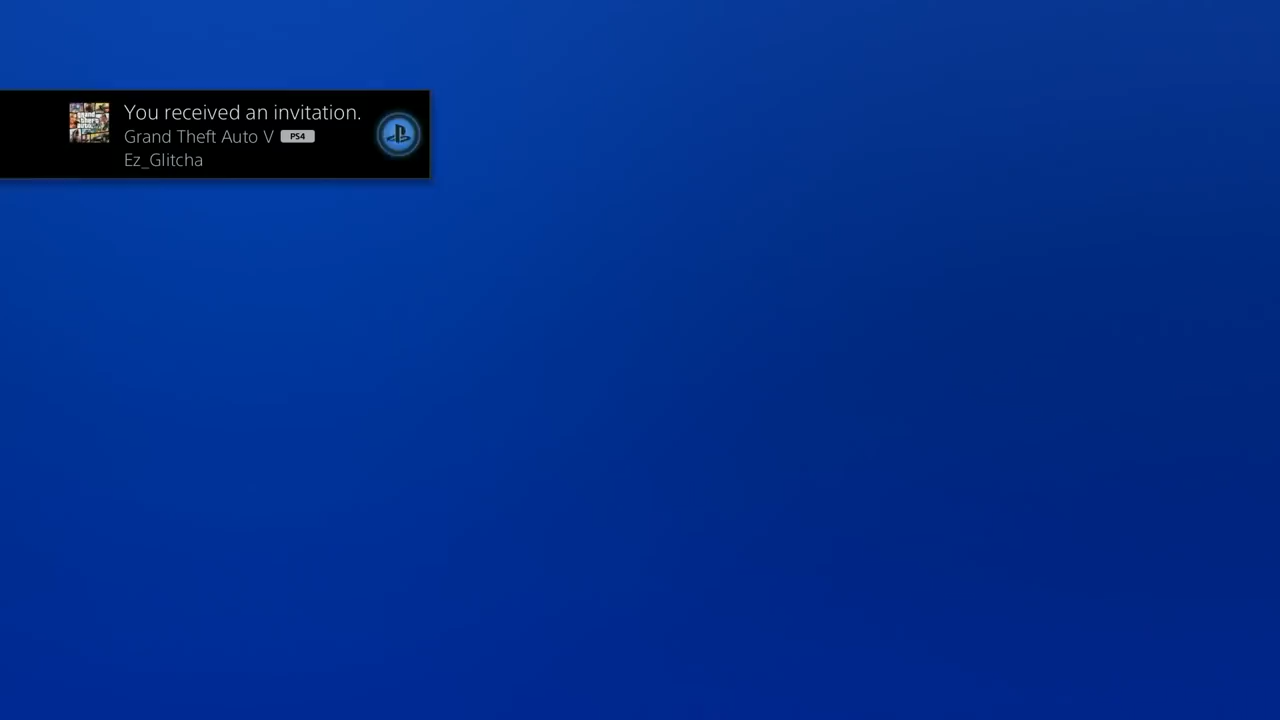 You received an invitation.
Grand Theft Auto V PS4
Ez_Glitcha